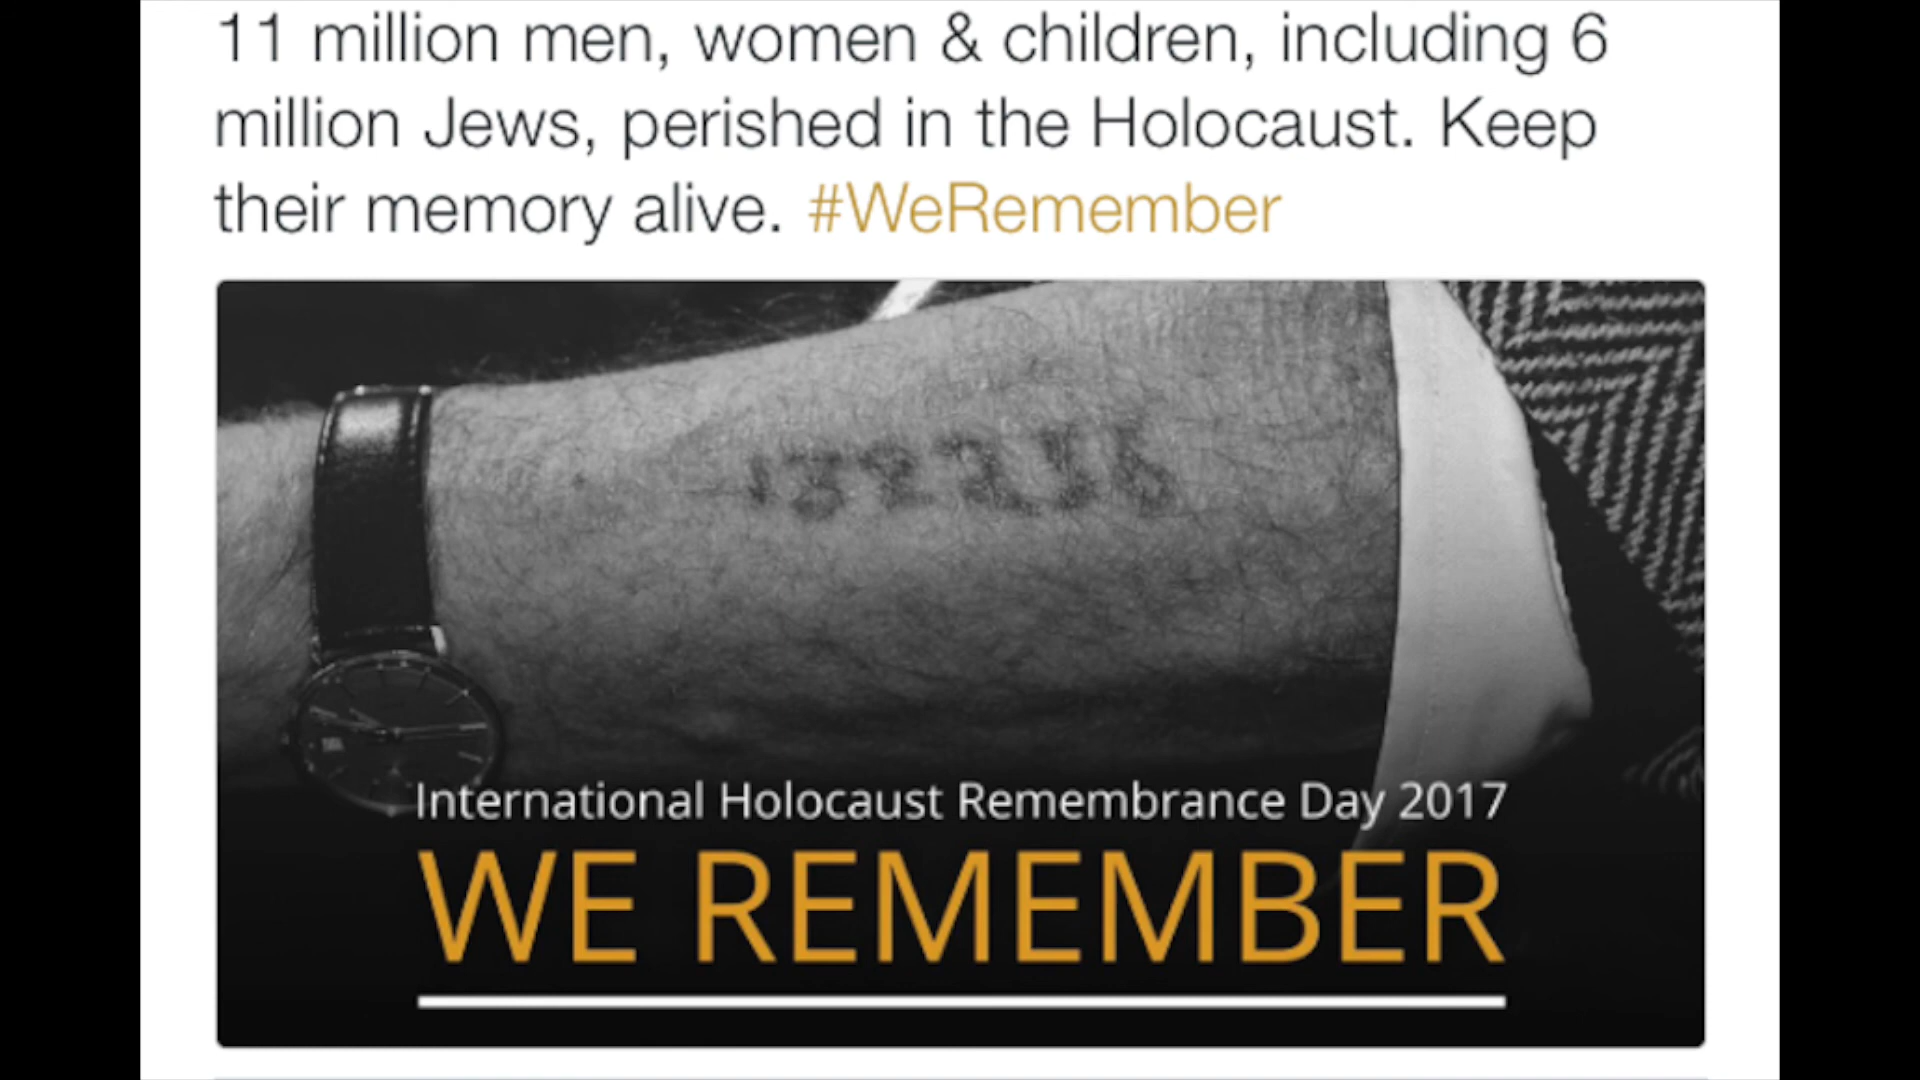 11 million men, women & children, including 6
million Jews, perished in the Holocaust. Keep
their memory alive. #WeRemember
International Holocaust Remembrance Day 2017
WE REMEMBER